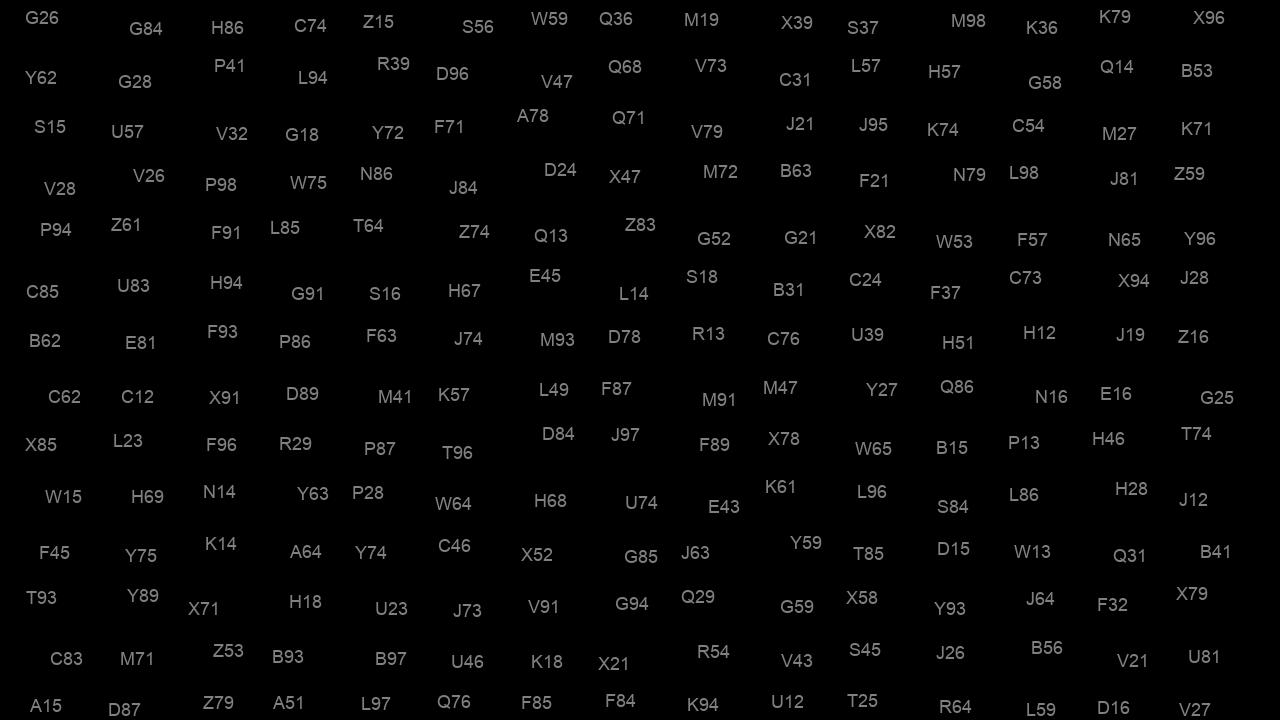 G26 G84 H86 C74 Z15 S56 W59 Q36 M19 X39 S37 M98 K36 K79 X96
Y62 G28 P41 L94 R39 D96 V47 Q68 V73 C31 L57 H57 G58 Q14 B53
S15 U57 V32 G18 Y72 F71 A78 Q71 V79 J21 J95 K74 C54 M27 K71
V28 V26 P98 W75 N86 J84 D24 X47 M72 B63 F21 N79 L98 J81 Z59
P94 Z61 F91 L85 T64 Z74 Q13 Z83 G52 G21 X82 W53 F57 N65 Y96
C85 U83 H94 G91 S16 H67 E45 L14 S18 B31 C24 F37 C73 X94 J28
B62 E81 F93 P86 F63 J74 M93 D78 R13 C76 U39 H51 H12 J19 Z16
C62 C12 X91 D89 M41 K57 L49 F87 M91 M47 Y27 Q86 N16 E16 G25
X85 L23 F96 R29 P87 T96 D84 J97 F89 X78 W65 B15 P13 H46 T74
W15 H69 N14 Y63 P28 W64 H68 U74 E43 K61 L96 S84 L86 H28 J12
F45 Y75 K14 A64 Y74 C46 X52 G85 J63 Y59 T85 D15 W13 Q31 B41
T93 Y89 X71 H18 U23 J73 V91 G94 Q29 G59 X58 Y93 J64 F32 X79
C83 M71 Z53 B93 B97 U46 K18 X21 R54 V43 S45 J26 B56 V21 U81
A15 D87 Z79 A51 L97 Q76 F85 F84 K94 U12 T25 R64 L59 D16 V27